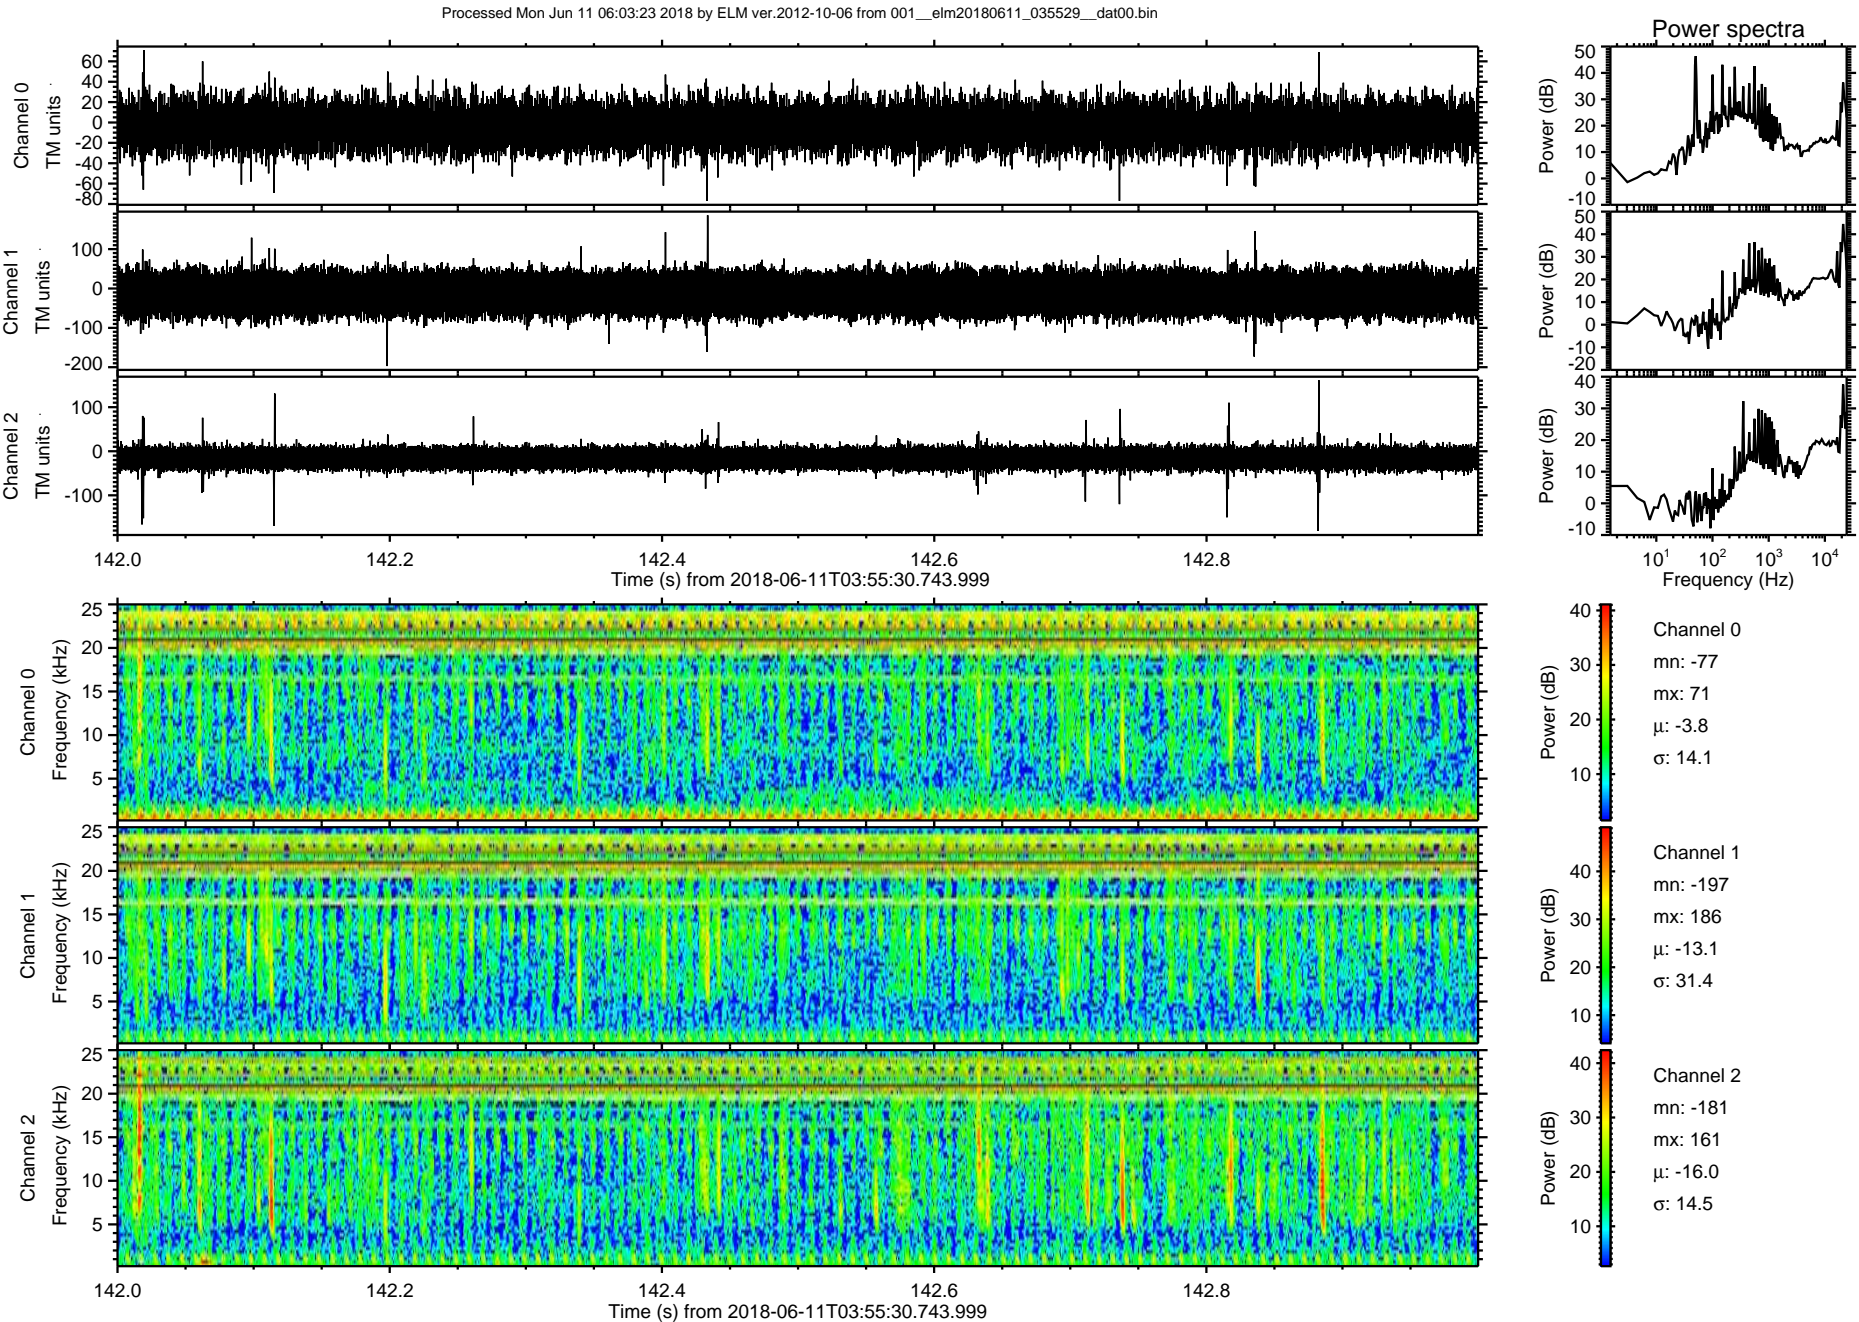 Processed Mon Jun 11 06:03:23 2018 by ELM ver.2012-10-06 from 001__elm20180611_035529__dat00.bin
Power spectra
Channel 0
TM units
60
40
20
0
-20
-40
-60
-80
Power (dB)
50
40
30
20
10
0
-10
Channel 1
TM units
100
0
-100
-200
Power (dB)
50
40
30
20
10
0
-10
-20
Channel 2
TM units
100
0
-100
Power (dB)
40
30
20
10
0
-10
142.0 142.2 142.4 142.6 142.8
Time (s) from 2018-06-11T03:55:30.743.999
10¹ 10² 10³ 10⁴
Frequency (Hz)
Channel 0
Frequency (kHz)
25
20
15
10
5
Power (dB)
40
30
20
10
Channel 0
mn: -77
mx: 71
μ: -3.8
σ: 14.1
Channel 1
Frequency (kHz)
25
20
15
10
5
Power (dB)
40
30
20
10
Channel 1
mn: -197
mx: 186
μ: -13.1
σ: 31.4
Channel 2
Frequency (kHz)
25
20
15
10
5
Power (dB)
40
30
20
10
Channel 2
mn: -181
mx: 161
μ: -16.0
σ: 14.5
142.0 142.2 142.4 142.6 142.8
Time (s) from 2018-06-11T03:55:30.743.999